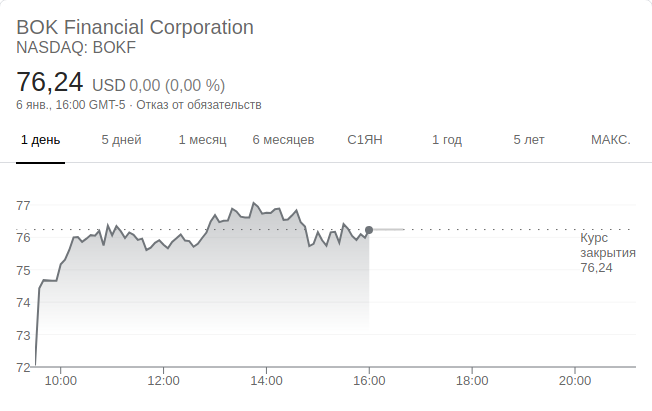 BOK Financial Corporation
NASDAQ: BOKF
76,24 USD 0,00 (0,00 %)
6 янв., 16:00 GMT-5 · Отказ от обязательств
1 день 5 дней 1 месяц 6 месяцев С1ЯН 1 год 5 лет МАКС.
77
76
75
74
73
72
Курс
закрытия
76,24
10:00 12:00 14:00 16:00 18:00 20:00